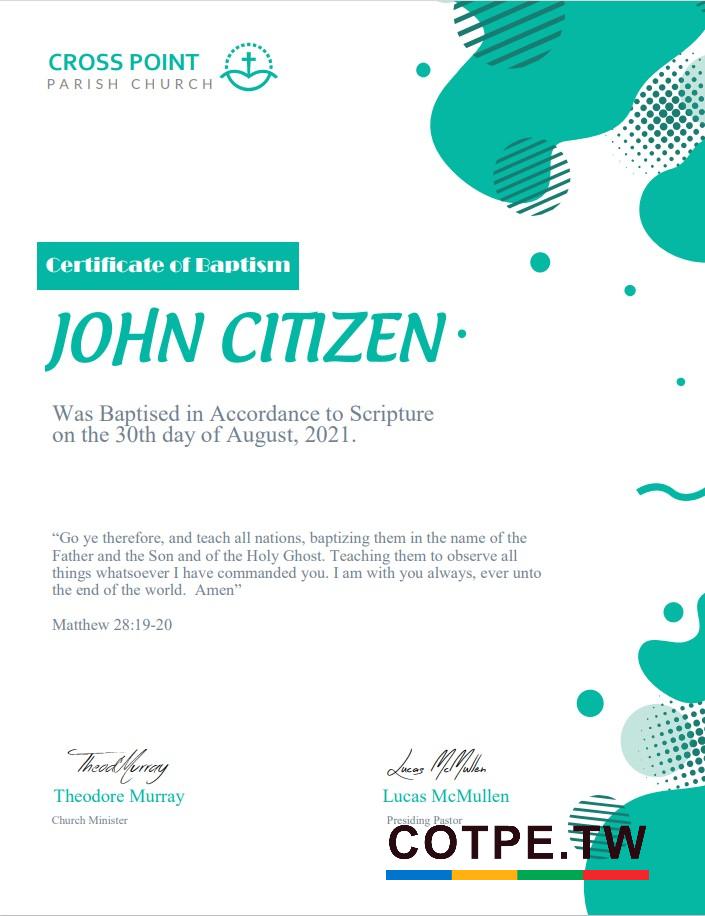 CROSS POINT
PARISH CHURCH
Certificate of Baptism
JOHN CITIZEN
Was Baptised in Accordance to Scripture
on the 30th day of August, 2021.
“Go ye therefore, and teach all nations, baptizing them in the name of the
Father and the Son and of the Holy Ghost. Teaching them to observe all
things whatsoever I have commanded you. I am with you always, ever unto
the end of the world.  Amen”
Matthew 28:19-20
TheodMurray
Lucas McMullen
Theodore Murray
Lucas McMullen
Church Minister
Presiding Pastor
COTPE.TW